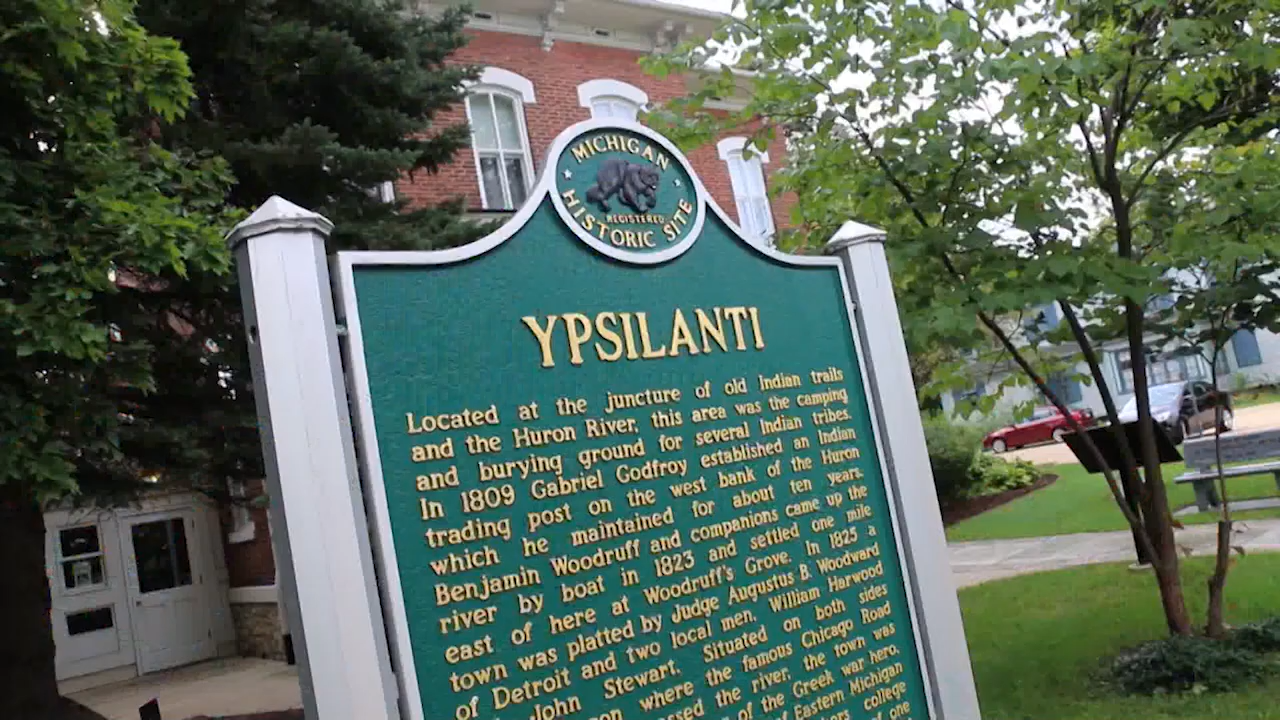 MICHIGAN
REGISTERED
HISTORIC SITE
YPSILANTI
Located at the juncture of old Indian trails
and the Huron River, this area was the camping
and burying ground for several Indian tribes.
In 1809 Gabriel Godfroy established an Indian
trading post on the west bank of the Huron
which he maintained for about ten years.
Benjamin Woodruff and companions came up the
river by boat in 1823 and settled one mile
east of here at Woodruff's Grove. In 1825 a
town was platted by Judge Augustus B. Woodward
of Detroit and two local men, William Harwood
John Stewart. Situated on both sides
where the famous Chicago Road
the river, the town was
of the Greek war hero,
of Eastern Michigan
college
of one